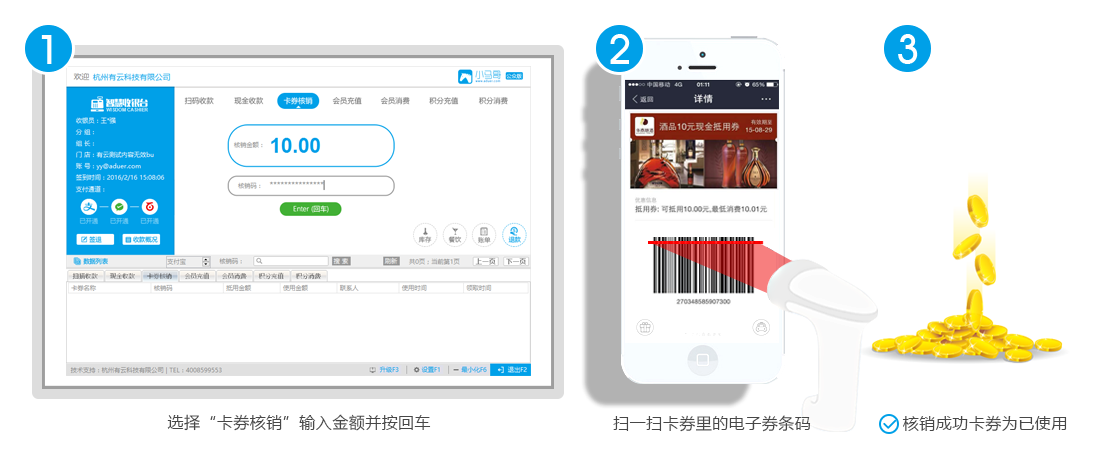 1
欢迎 杭州有云科技有限公司
小马哥 公众版
智慧收银台
WISDOM CASHIER
收银员：王*强
分 组：
组 长：
门 店：有云测试内容无效bu
账 号：yy@aduer.com
签到时间：2016/2/16 15:08:06
支付通道：
已开通 已开通 已开通
签退 收款概况
扫码收款 现金收款 卡券核销 会员充值 会员消费 积分充值 积分消费
核销金额： 10.00
核销码： ***************
Enter (回车)
库存 餐饮 账单 退款
数据列表 支付宝 核销码： 搜 索 刷新 共0页：当前第1页 上一页 下一页
扫码收款 现金收款 卡券核销 会员充值 会员消费 积分充值 积分消费
卡券名称 核销码 抵用金额 使用金额 联系人 使用时间 领取时间
技术支持：杭州有云科技有限公司 | TEL：4008599553
升级F3 设置F1 最小化F6 退出F2
选择“卡券核销”输入金额并按回车
2
中国移动 4G 01:11 65%
返回 详情
酒品10元现金抵用券
有效期至
15-08-29
优惠信息
抵用券: 可抵用10.00元,最低消费10.01元
270348585907300
扫一扫卡券里的电子券条码
3
核销成功卡券为已使用